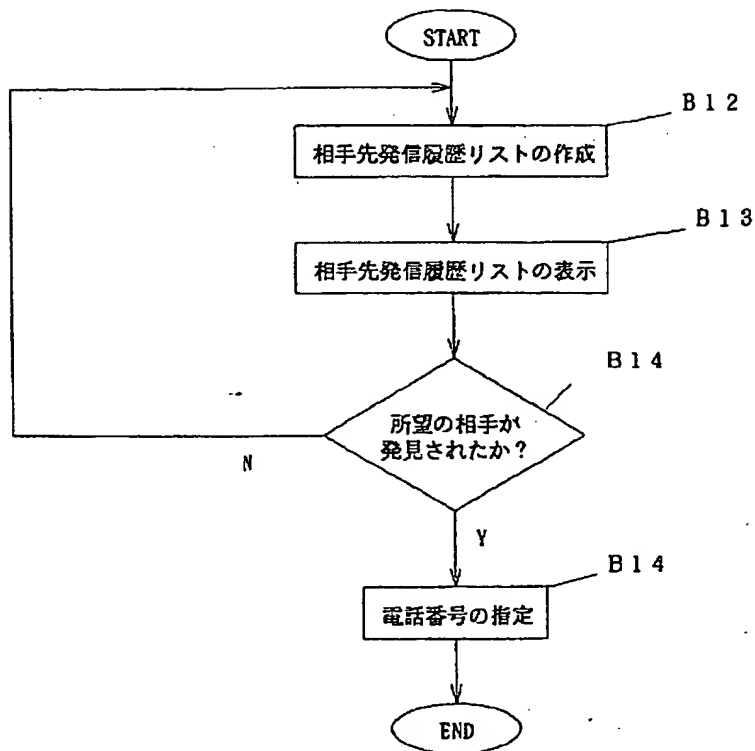 START
B12
相手先発信履歴リストの作成
B13
相手先発信履歴リストの表示
B14
所望の相手が
発見されたか?
N
Y
B14
電話番号の指定
END